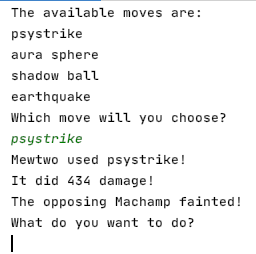 The available moves are:
psystrike
aura sphere
shadow ball
earthquake
Which move will you choose?
psystrike
Mewtwo used psystrike!
It did 434 damage!
The opposing Machamp fainted!
What do you want to do?